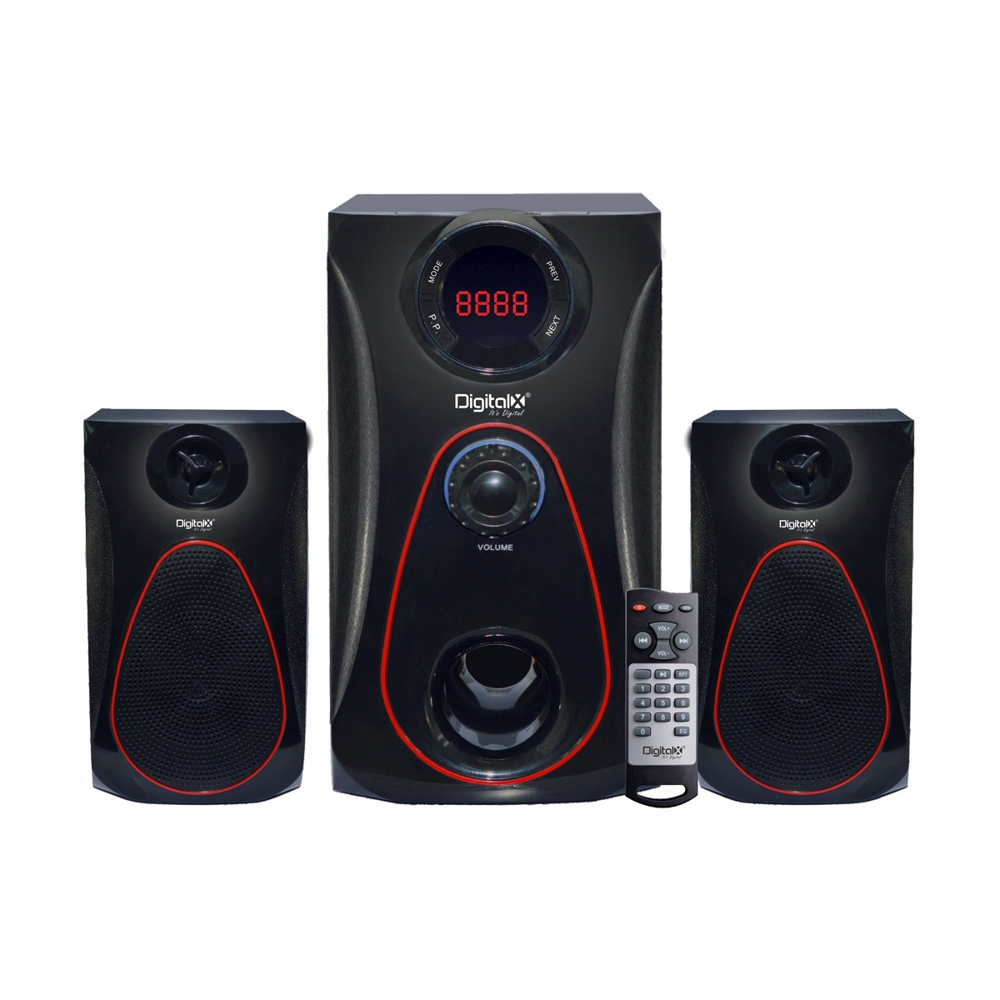 MODE
PREV
8888
P.P.
NEXT
DigitalX®
It's Digital
VOLUME
DigitalX®
It's Digital
DigitalX®
It's Digital
MODE
VOL+
VOL-
RPT
1 2 3
4 5 6
7 8 9
0 EQ
DigitalX®
It's Digital